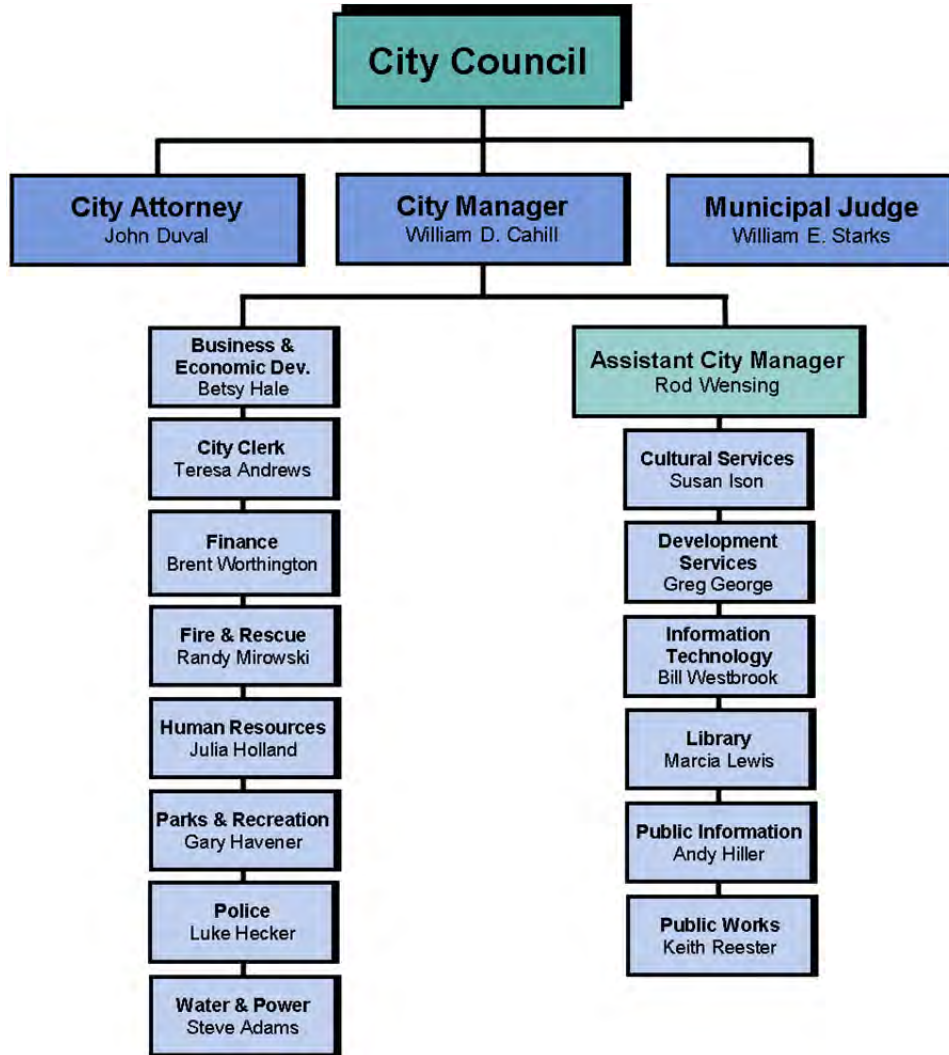 City Council
City Attorney
John Duval
City Manager
William D. Cahill
Municipal Judge
William E. Starks
Business &
Economic Dev.
Betsy Hale
City Clerk
Teresa Andrews
Finance
Brent Worthington
Fire & Rescue
Randy Mirowski
Human Resources
Julia Holland
Parks & Recreation
Gary Havener
Police
Luke Hecker
Water & Power
Steve Adams
Assistant City Manager
Rod Wensing
Cultural Services
Susan Ison
Development
Services
Greg George
Information
Technology
Bill Westbrook
Library
Marcia Lewis
Public Information
Andy Hiller
Public Works
Keith Reester